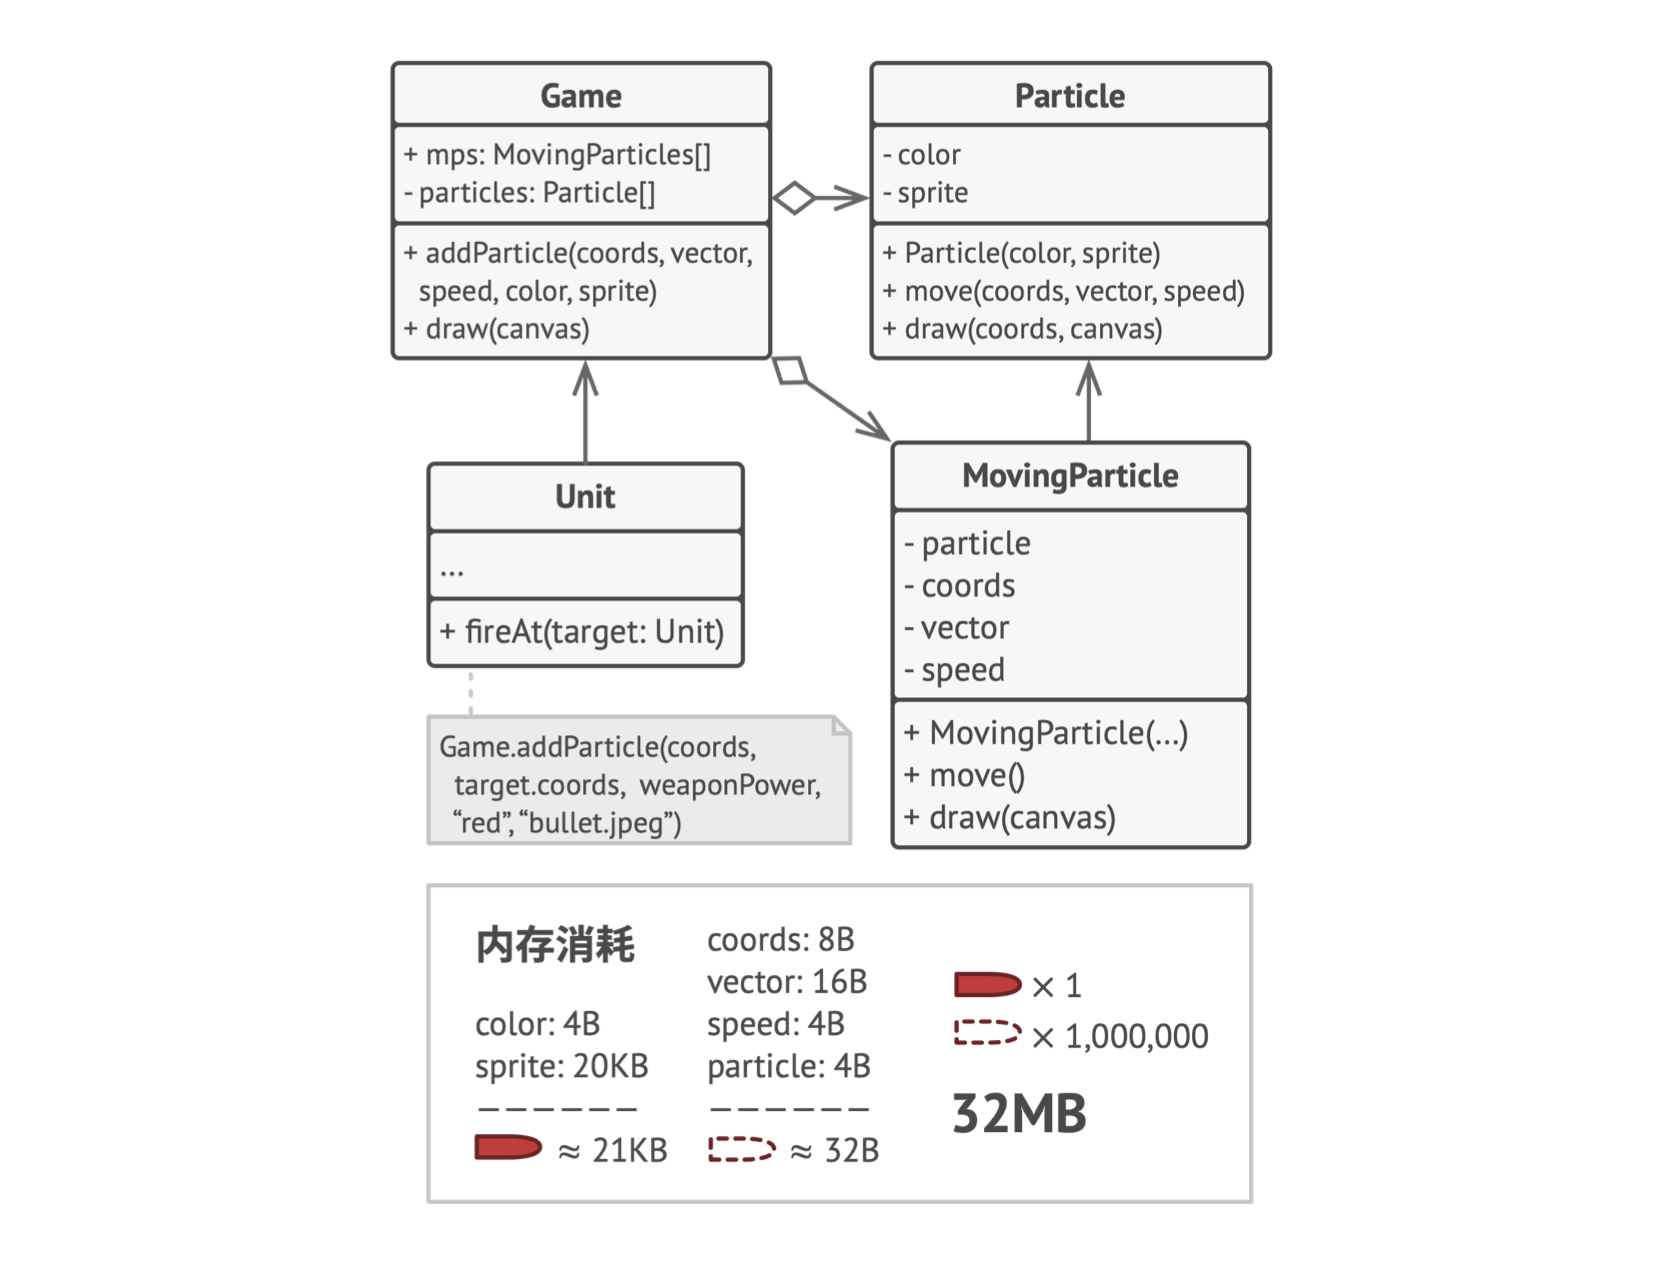 Game
+ mps: MovingParticles[]
- particles: Particle[]
+ addParticle(coords, vector,
speed, color, sprite)
+ draw(canvas)
Particle
- color
- sprite
+ Particle(color, sprite)
+ move(coords, vector, speed)
+ draw(coords, canvas)
Unit
...
+ fireAt(target: Unit)
Game.addParticle(coords,
target.coords, weaponPower,
“red”, “bullet.jpeg”)
MovingParticle
- particle
- coords
- vector
- speed
+ MovingParticle(...)
+ move()
+ draw(canvas)
内存消耗
color: 4B
sprite: 20KB
------
≈ 21KB
coords: 8B
vector: 16B
speed: 4B
particle: 4B
------
≈ 32B
× 1
× 1,000,000
32MB